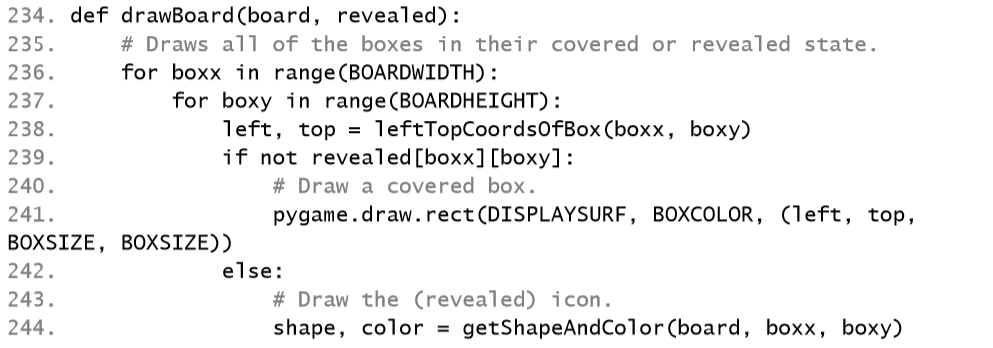 234. def drawBoard(board, revealed):
235.     # Draws all of the boxes in their covered or revealed state.
236.     for boxx in range(BOARDWIDTH):
237.         for boxy in range(BOARDHEIGHT):
238.             left, top = leftTopCoordsOfBox(boxx, boxy)
239.             if not revealed[boxx][boxy]:
240.                 # Draw a covered box.
241.                 pygame.draw.rect(DISPLAYSURF, BOXCOLOR, (left, top,
BOXSIZE, BOXSIZE))
242.             else:
243.                 # Draw the (revealed) icon.
244.                 shape, color = getShapeAndColor(board, boxx, boxy)